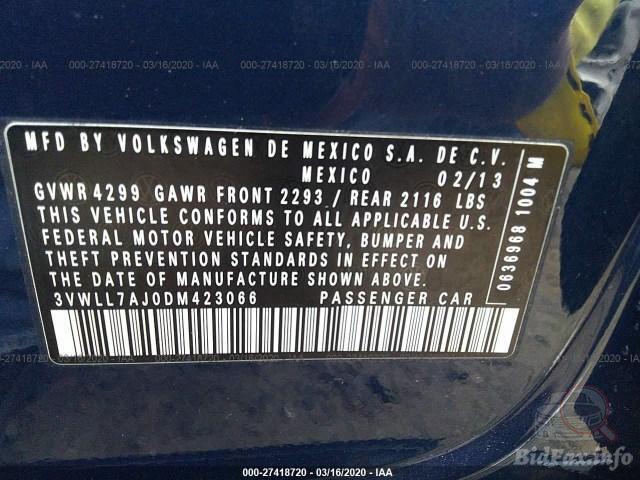 000-27418720 - 03/16/2020 - IAA
MFD BY VOLKSWAGEN DE MEXICO S.A. DE C.V.
MEXICO 02/13
GVWR 4299 GAWR FRONT 2293 / REAR 2116 LBS
THIS VEHICLE CONFORMS TO ALL APPLICABLE U.S.
FEDERAL MOTOR VEHICLE SAFETY, BUMPER AND
THEFT PREVENTION STANDARDS IN EFFECT ON
THE DATE OF MANUFACTURE SHOWN ABOVE.
3VWLL7AJ0DM423066 PASSENGER CAR
0636968 1004 M
BidFax.info
000-27418720 - 03/16/2020 - IAA